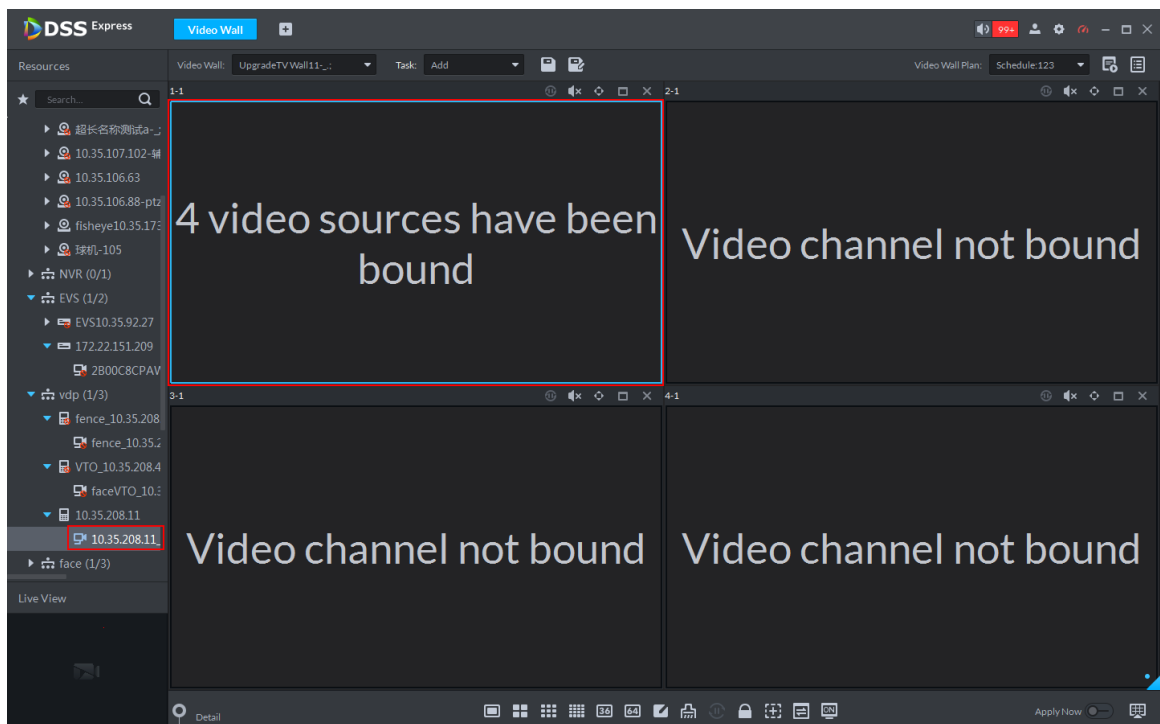 DSS Express
Video Wall
99+
Resources
Video Wall: UpgradeTV Wall11-_.: Task: Add
Video Wall Plan: Schedule:123
Search...
1-1
2-1
超长名称测试a-_
10.35.107.102-
10.35.106.63
10.35.106.88-ptz
fisheye10.35.173
球机-105
NVR (0/1)
EVS (1/2)
EVS10.35.92.27
172.22.151.209
2B00C8CPAV
vdp (1/3)
fence_10.35.208
fence_10.35.2
VTO_10.35.208.4
faceVTO_10.3
10.35.208.11
10.35.208.11_
face (1/3)
4 video sources have been
bound
Video channel not bound
3-1
4-1
Video channel not bound
Video channel not bound
Live View
Detail
36
64
ON
Apply Now